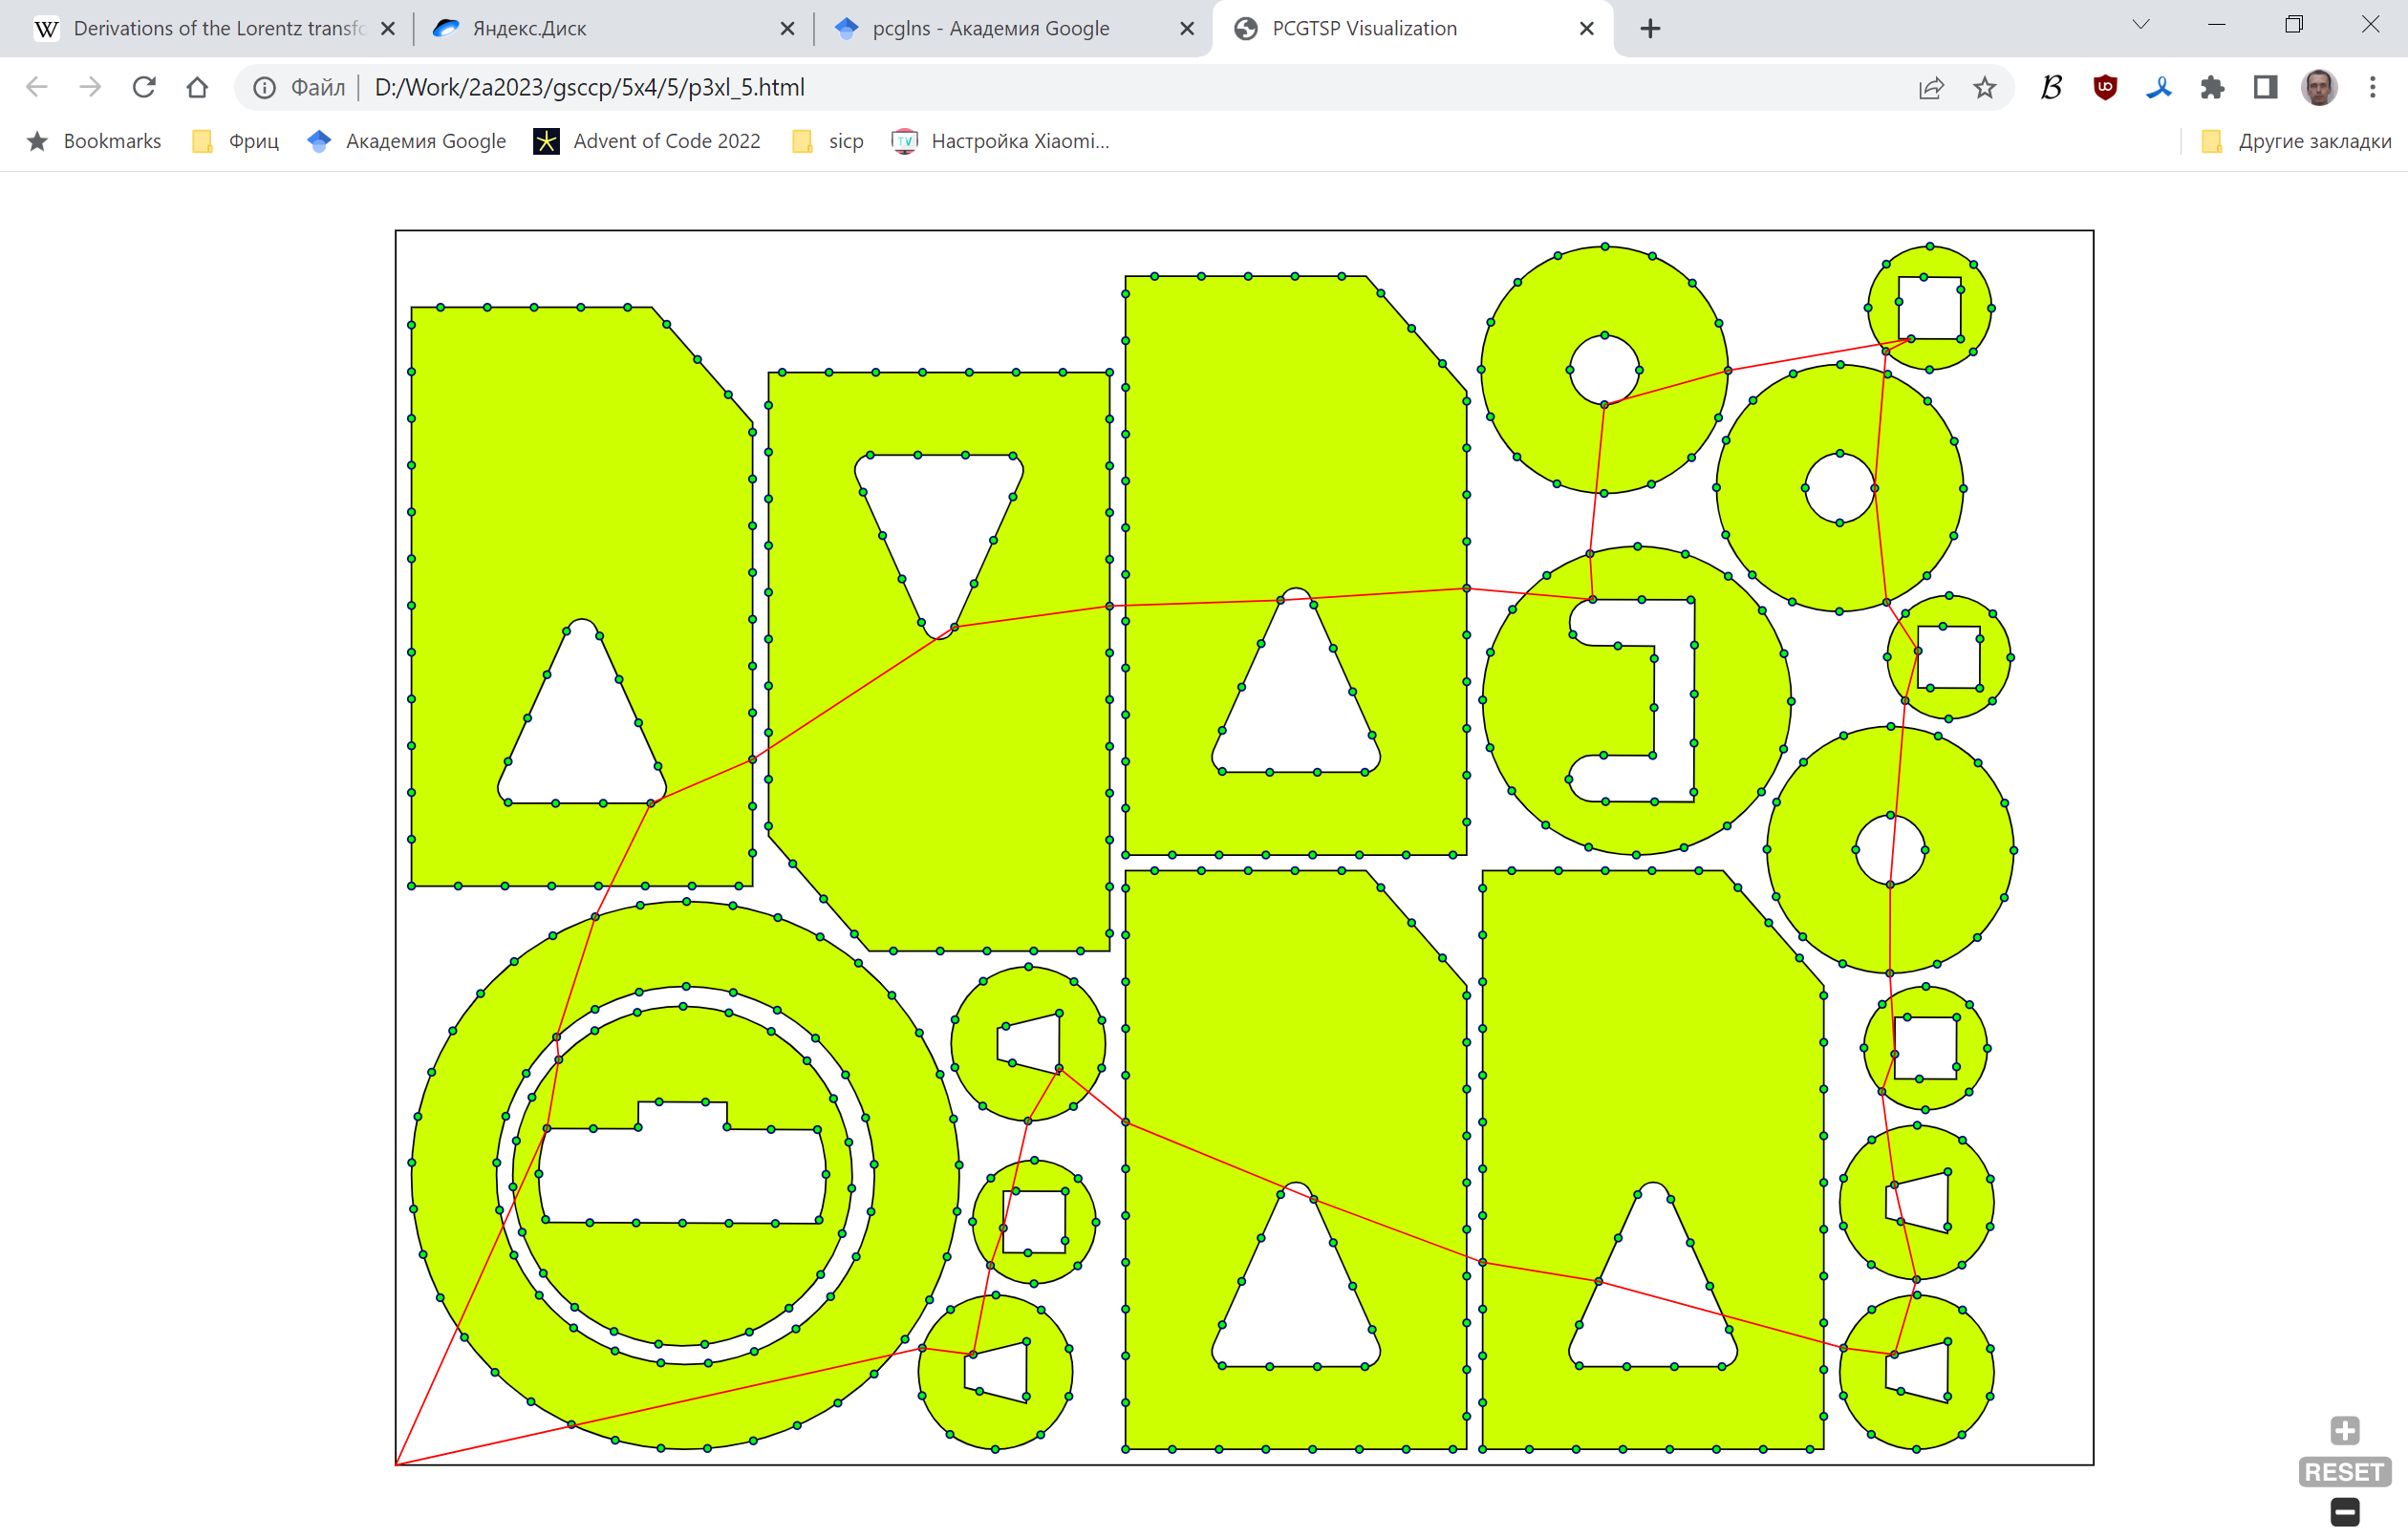 Derivations of the Lorentz transfo
Яндекс.Диск
pcglns - Академия Google
PCGTSP Visualization
Файл
D:/Work/2a2023/gsccp/5x4/5/p3xl_5.html
Bookmarks
Фриц
Академия Google
Advent of Code 2022
sicp
Настройка Xiaomi...
Другие закладки
RESET